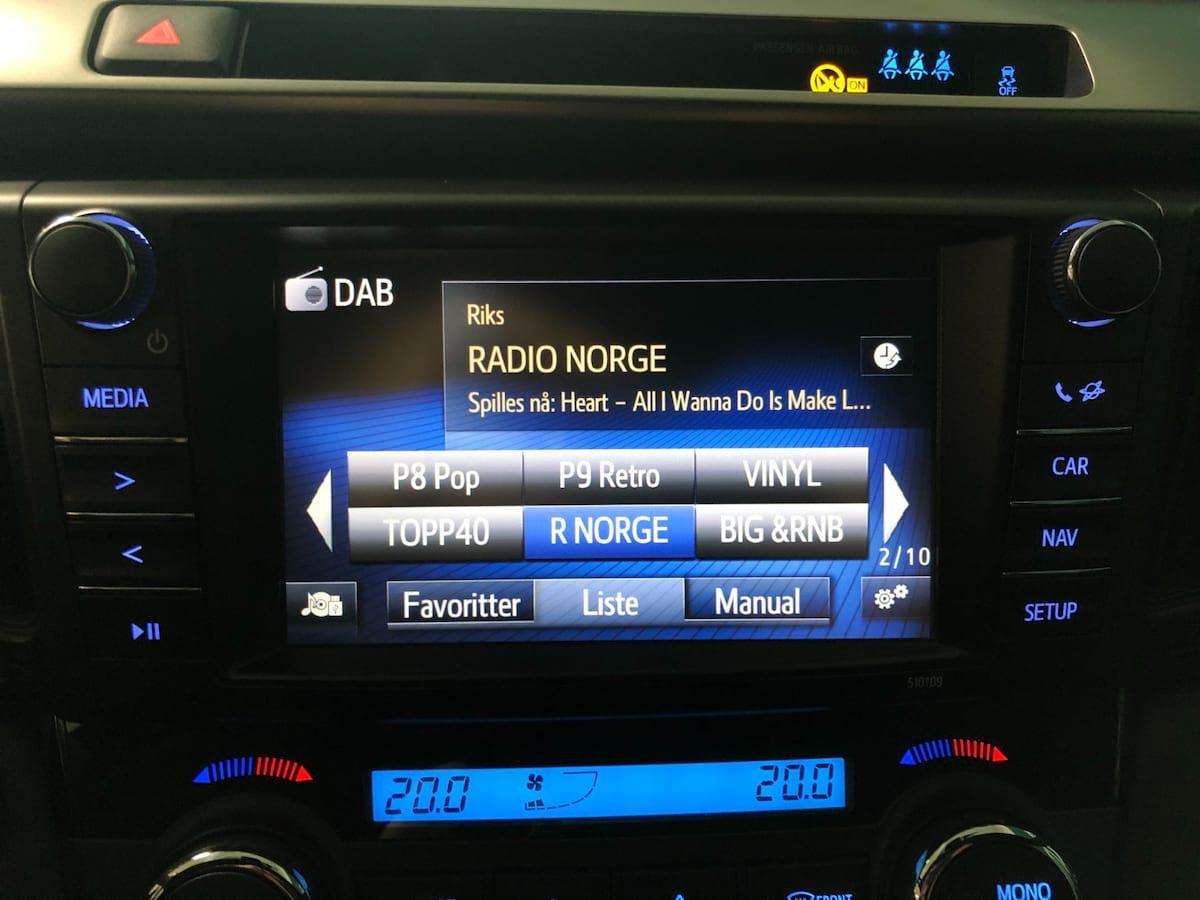 PASSENGER AIRBAG
ON
OFF
DAB
Riks
RADIO NORGE
Spilles nå: Heart – All I Wanna Do Is Make L...
MEDIA
>
<
P8 Pop P9 Retro VINYL
TOPP40 R NORGE BIG &RNB
2/10
Favoritter Liste Manual
CAR
NAV
SETUP
510109
20.0 20.0
FRONT
MONO